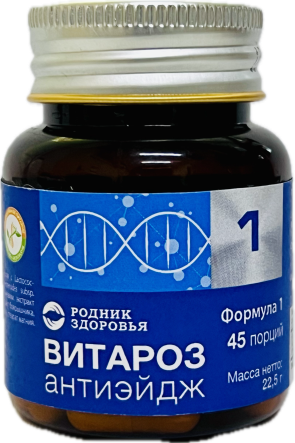 1
РОДНИК
ЗДОРОВЬЯ
ВИТАРОЗ
антиэйдж
Формула 1
45 порций
Масса нетто:
22,5 г